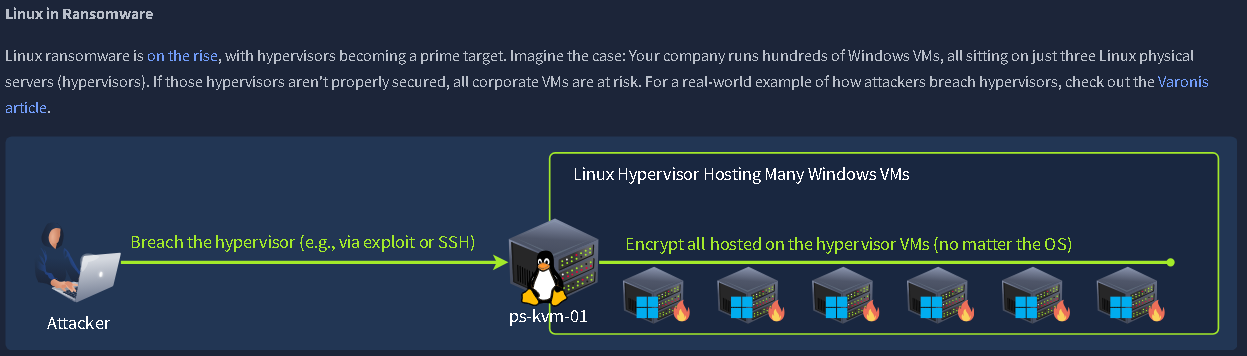 Linux in Ransomware
Linux ransomware is on the rise, with hypervisors becoming a prime target. Imagine the case: Your company runs hundreds of Windows VMs, all sitting on just three Linux physical
servers (hypervisors). If those hypervisors aren't properly secured, all corporate VMs are at risk. For a real-world example of how attackers breach hypervisors, check out the Varonis
article.
Linux Hypervisor Hosting Many Windows VMs
Breach the hypervisor (e.g., via exploit or SSH)
Encrypt all hosted on the hypervisor VMs (no matter the OS)
Attacker
ps-kvm-01